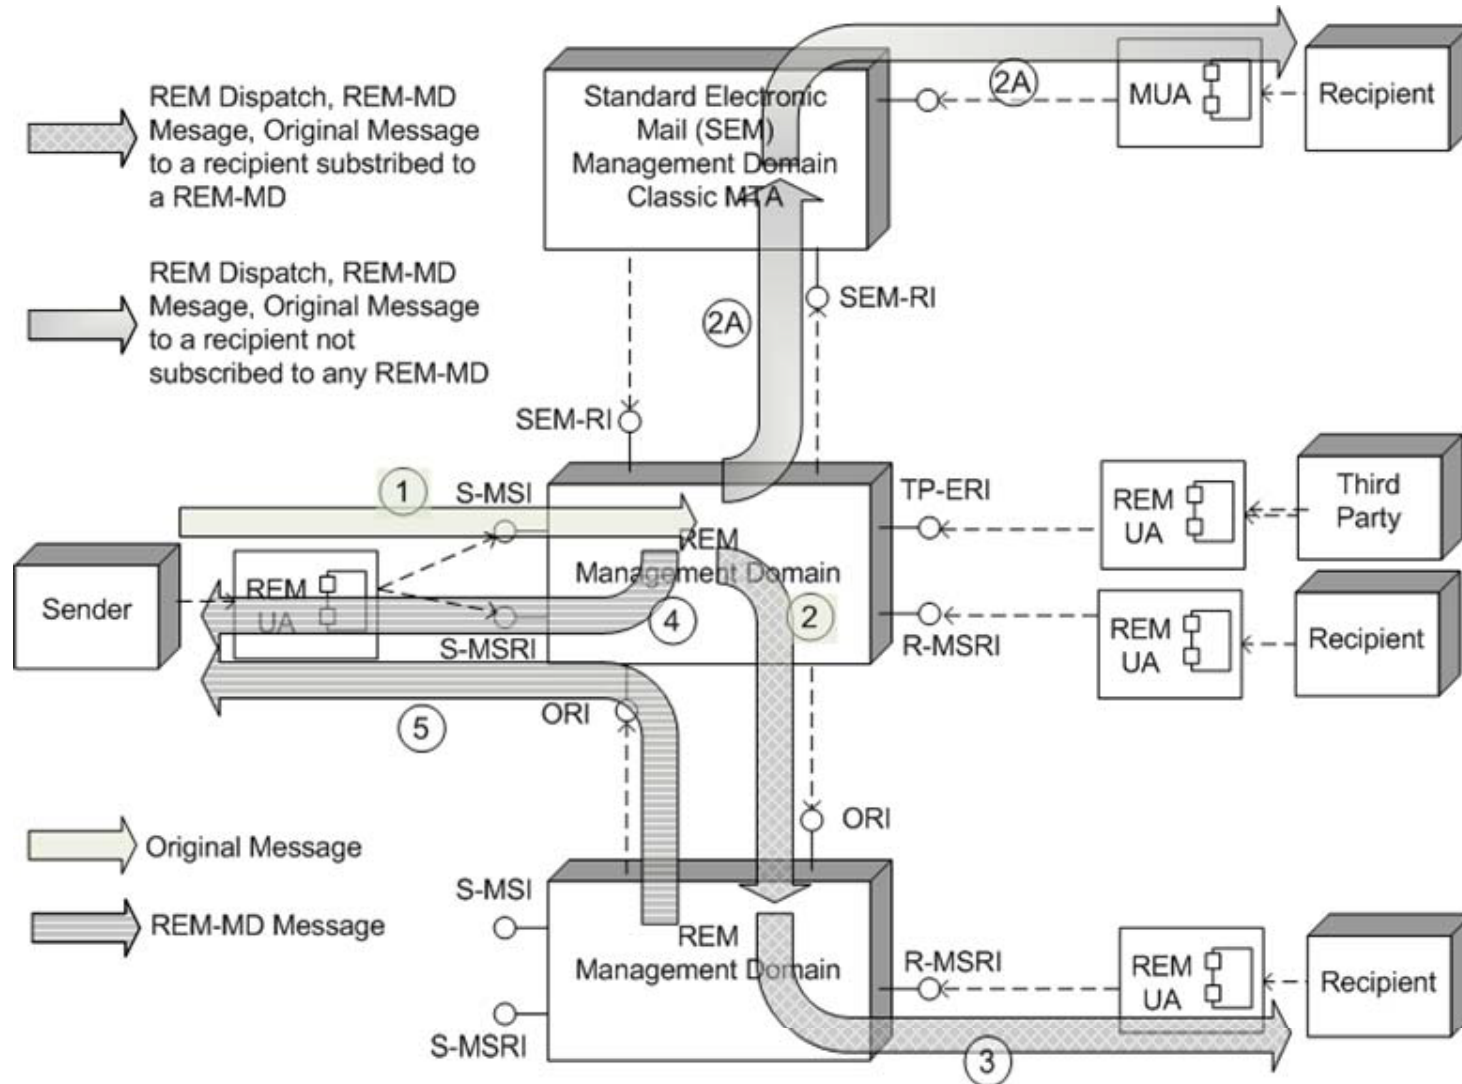 REM Dispatch, REM-MD
Mesage, Original Message
to a recipient substribed to
a REM-MD
REM Dispatch, REM-MD
Mesage, Original Message
to a recipient not
subscribed to any REM-MD
Standard Electronic
Mail (SEM)
Management Domain
Classic MTA
2A
MUA
Recipient
2A
SEM-RI
SEM-RI
1
S-MSI
REM
Management Domain
TP-ERI
REM
UA
Third
Party
Sender
REM
UA
4
2
S-MSRI
R-MSRI
REM
UA
Recipient
5
ORI
ORI
Original Message
REM-MD Message
S-MSI
REM
Management Domain
S-MSRI
R-MSRI
REM
UA
Recipient
3